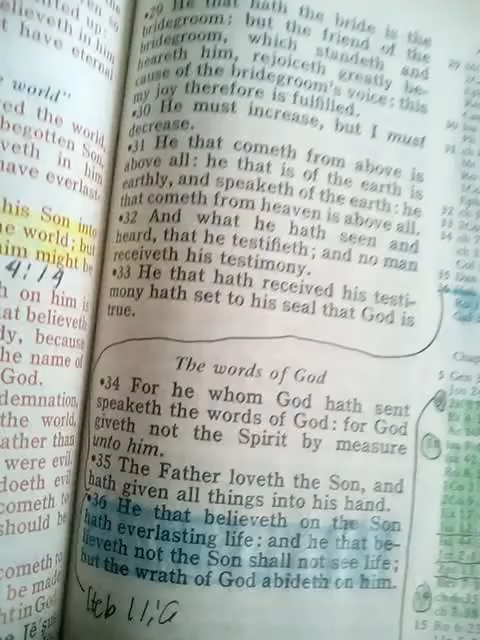 nted up:
elieveth in him
t have eternal
e world"
ed the world,
begotten Son,
veth in him
have everlast-
his Son into
e world; but
him might be
4:14
h on him is
at believeth
dy, because
he name of
God.
demnation,
the world,
ather than
were evil.
doeth evil
cometh to
should be
cometh to
be made
ht in God.
•29 He that hath the bride is the
bridegroom: but the friend of the
bridegroom, which standeth and
heareth him, rejoiceth greatly be-
cause of the bridegroom's voice: this
my joy therefore is fulfilled.
•30 He must increase, but I must
decrease.
•31 He that cometh from above is
above all: he that is of the earth is
earthly, and speaketh of the earth: he
that cometh from heaven is above all.
•32 And what he hath seen and
heard, that he testifieth; and no man
receiveth his testimony.
•33 He that hath received his testi-
mony hath set to his seal that God is
true.
The words of God
•34 For he whom God hath sent
speaketh the words of God: for God
giveth not the Spirit by measure
unto him.
•35 The Father loveth the Son, and
hath given all things into his hand.
•36 He that believeth on the Son
hath everlasting life: and he that be-
lieveth not the Son shall not see life;
but the wrath of God abideth on him.
Heb 11:6
5 Gen
15 Ro 6:23